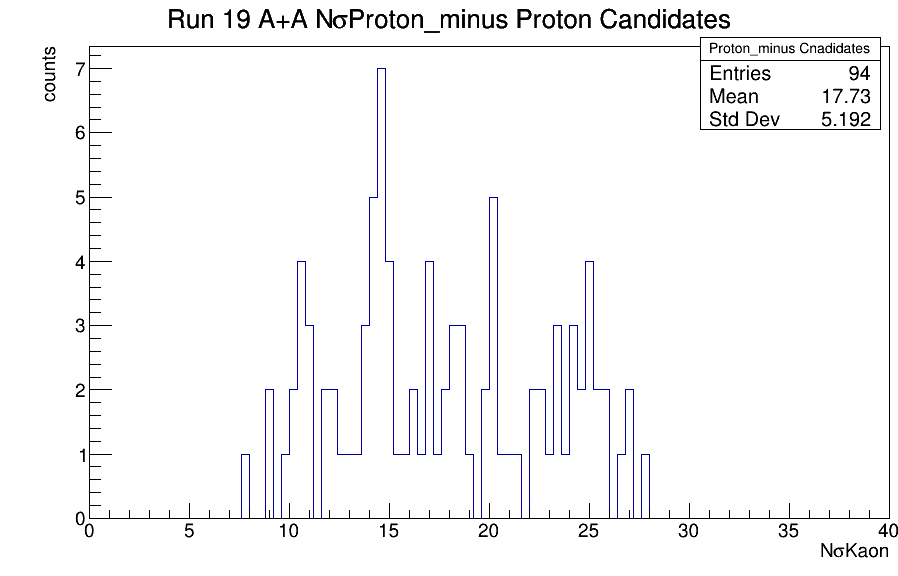 Run 19 A+A NσProton_minus Proton Candidates
counts
Proton_minus Cnadidates
Entries 94
Mean 17.73
Std Dev 5.192
7
6
5
4
3
2
1
0
0 5 10 15 20 25 30 35 40
NσKaon